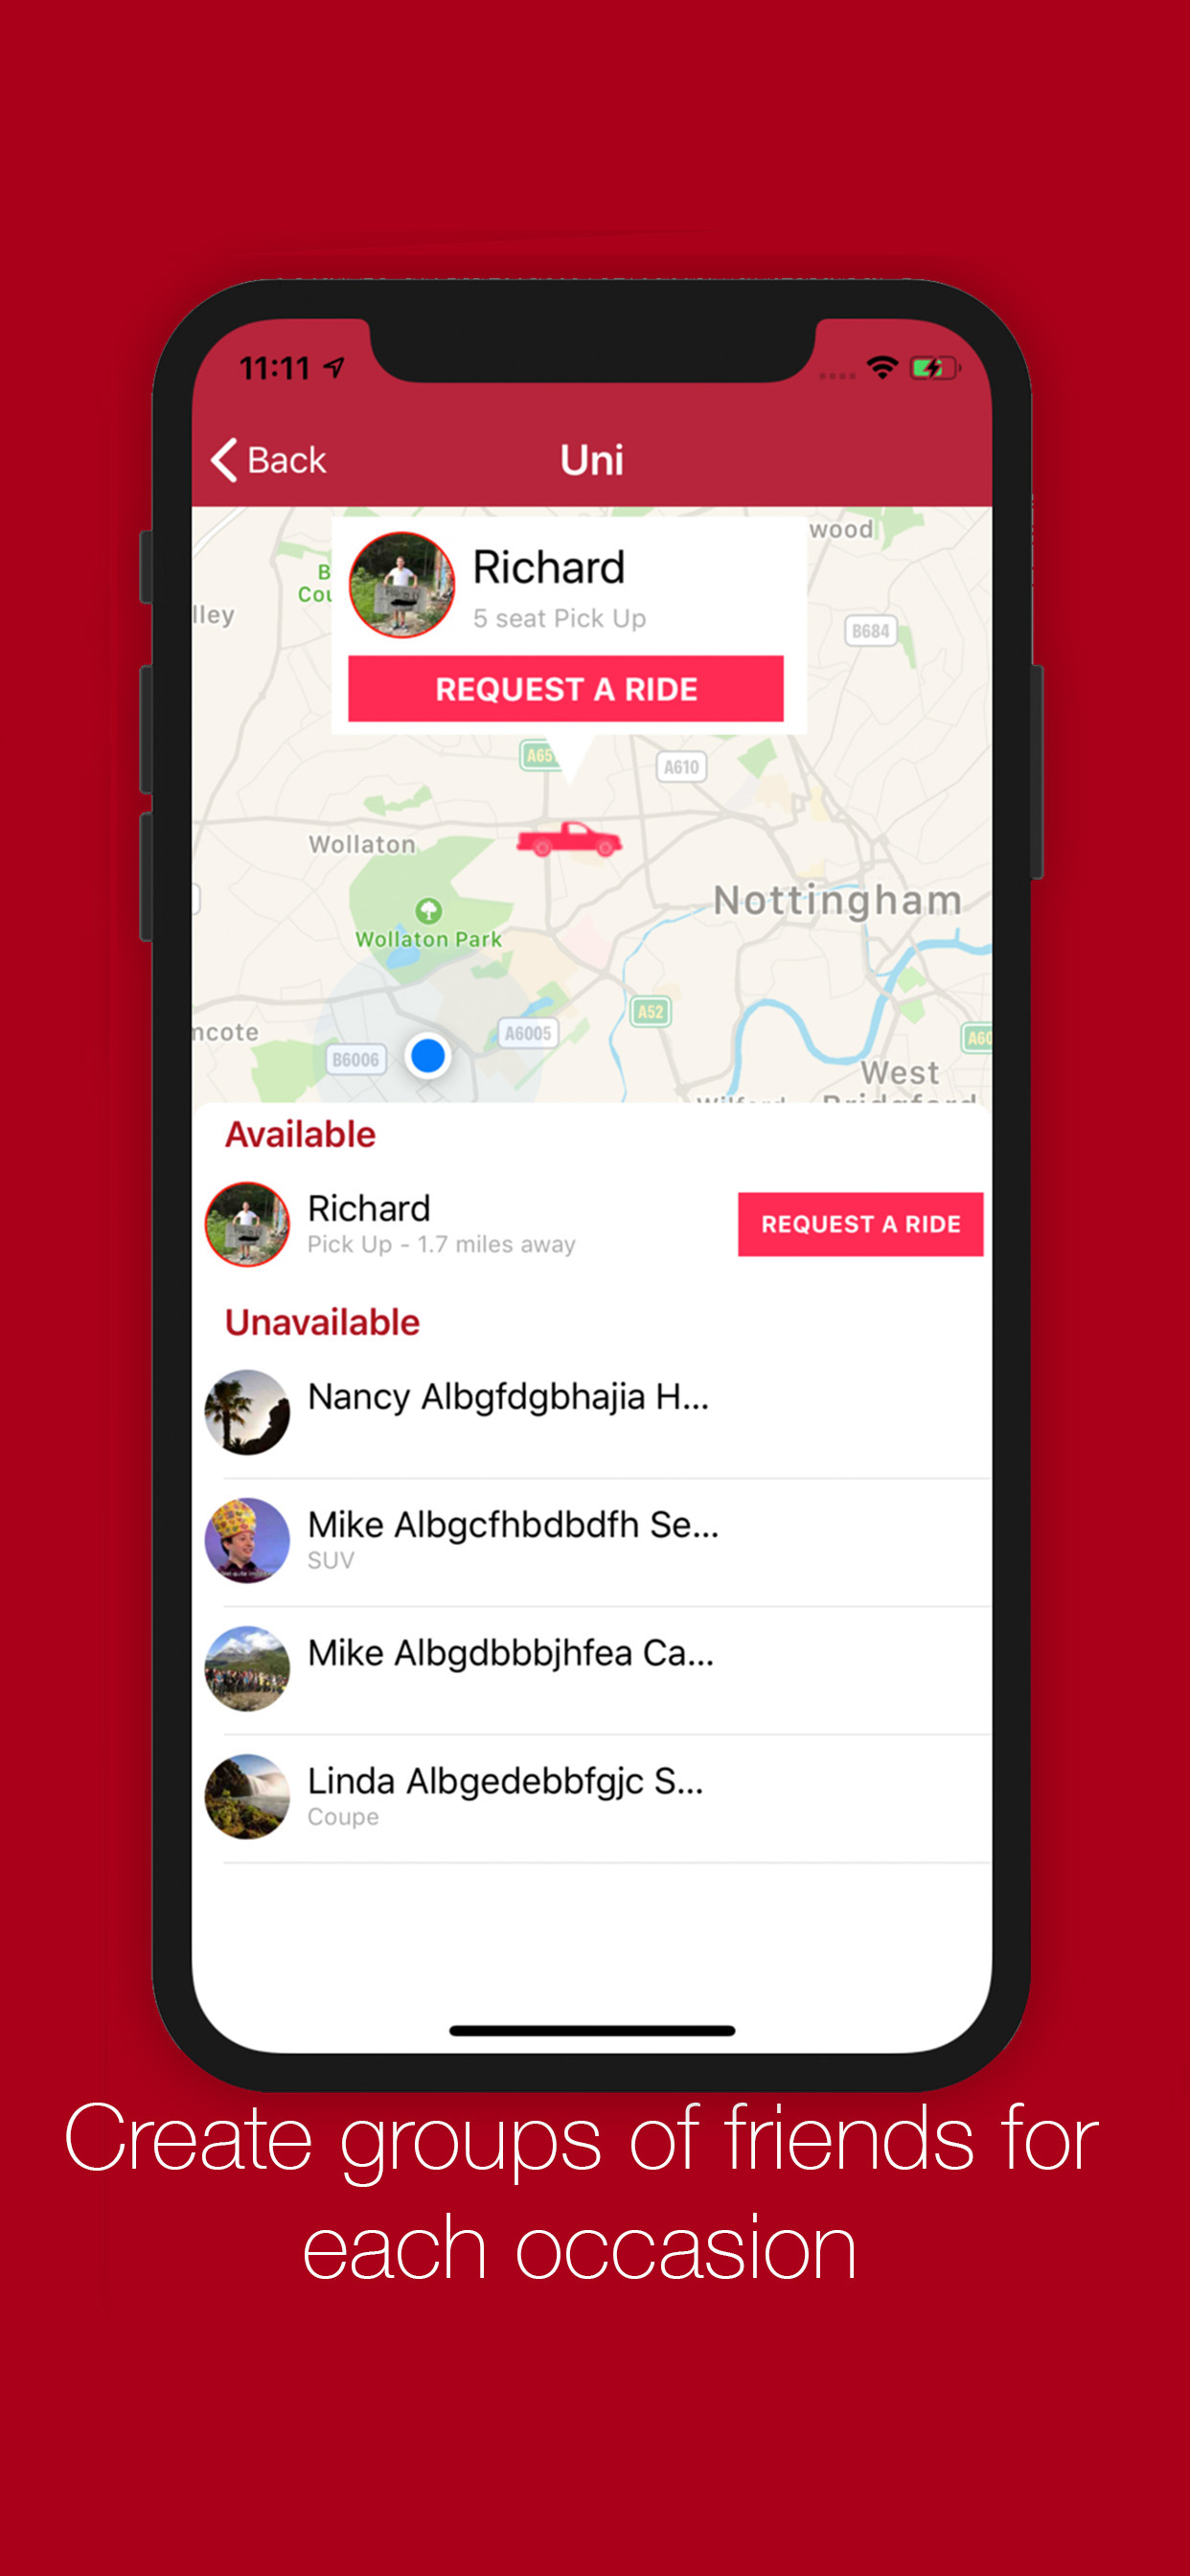 11:11
Back
Uni
wood
B
Cou
lley
Richard
5 seat Pick Up
B684
REQUEST A RIDE
A65
A610
Wollaton
Nottingham
Wollaton Park
A52
ncote
B6006
A6005
A60
West
Available
Richard
Pick Up - 1.7 miles away
REQUEST A RIDE
Unavailable
Nancy Albgfdgbhajia H...
Mike Albgcfhbdbdfh Se...
SUV
Mike Albgdbbbjhfea Ca...
Linda Albgedebbfgjc S...
Coupe
Create groups of friends for
each occasion